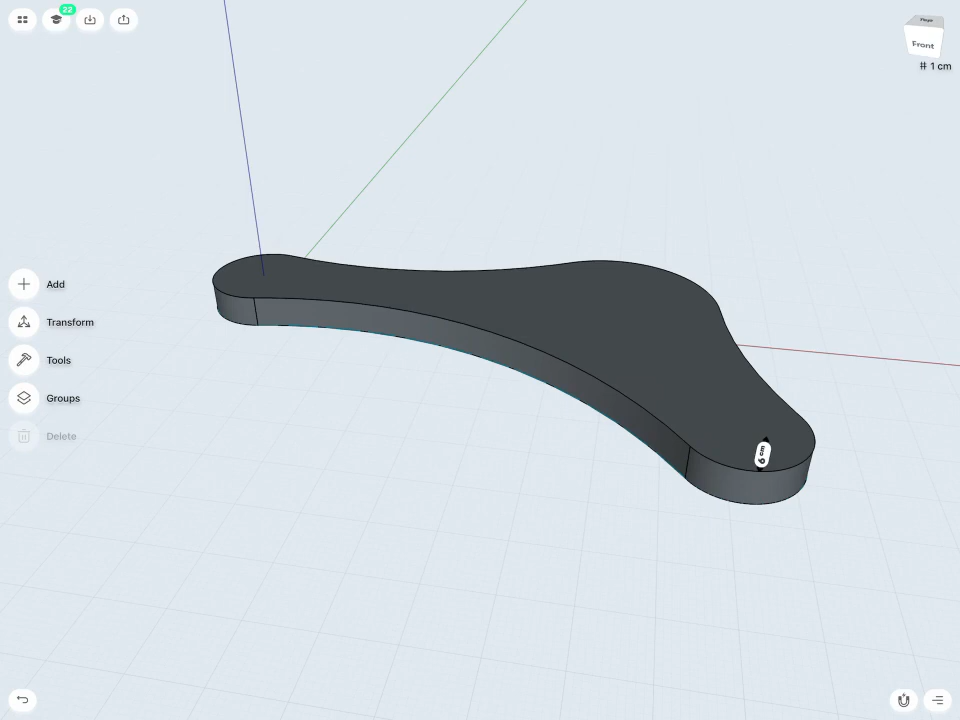 22
Front
# 1 cm
Add
Transform
Tools
Groups
Delete
6 cm